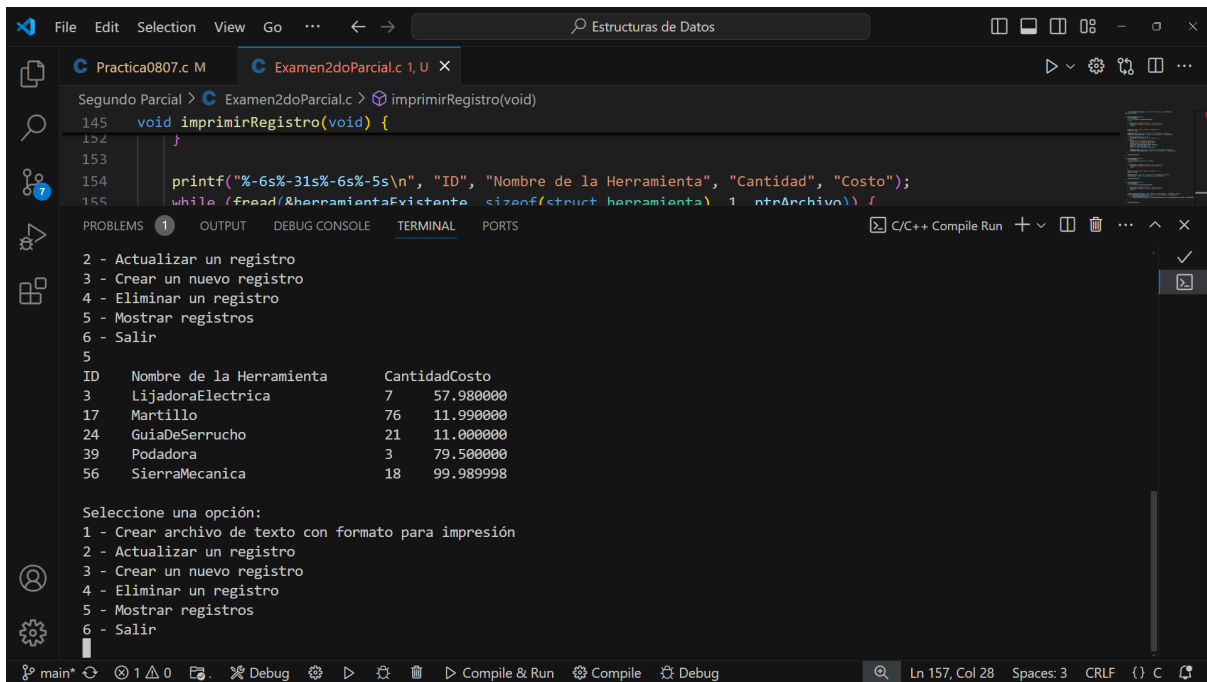 File Edit Selection View Go ··· ← → Estructuras de Datos
C Practica0807.c M C Examen2doParcial.c 1, U ×
Segundo Parcial > C Examen2doParcial.c > imprimirRegistro(void)
145 void imprimirRegistro(void) {
152 }
153
154 printf("%-6s%-31s%-6s%-5s\n", "ID", "Nombre de la Herramienta", "Cantidad", "Costo");
155 while (fread(&herramientaExistente, sizeof(struct herramienta), 1, ptrArchivo)) {
PROBLEMS 1 OUTPUT DEBUG CONSOLE TERMINAL PORTS C/C++ Compile Run
2 - Actualizar un registro
3 - Crear un nuevo registro
4 - Eliminar un registro
5 - Mostrar registros
6 - Salir
5
ID Nombre de la Herramienta CantidadCosto
3 LijadoraElectrica 7 57.980000
17 Martillo 76 11.990000
24 GuiaDeSerrucho 21 11.000000
39 Podadora 3 79.500000
56 SierraMecanica 18 99.989998
Seleccione una opción:
1 - Crear archivo de texto con formato para impresión
2 - Actualizar un registro
3 - Crear un nuevo registro
4 - Eliminar un registro
5 - Mostrar registros
6 - Salir
7
main* 1 0 Debug Compile & Run Compile Debug Ln 157, Col 28 Spaces: 3 CRLF {} C